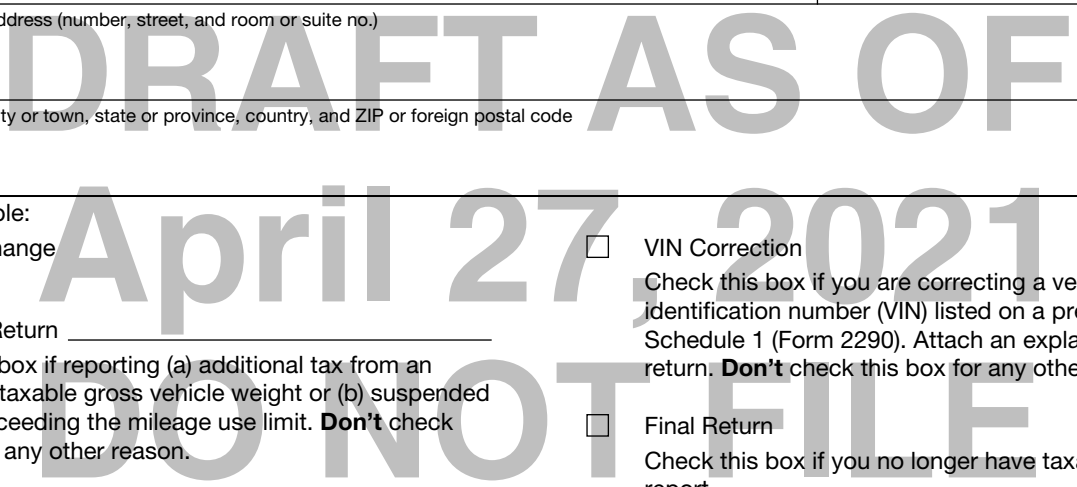 ddress (number, street, and room or suite no.)
DRAFT AS OF
ty or town, state or province, country, and ZIP or foreign postal code
April 27, 2021
ble:
hange
Return
box if reporting (a) additional tax from an
taxable gross vehicle weight or (b) suspended
ceeding the mileage use limit. Don't check
any other reason.
VIN Correction
Check this box if you are correcting a ve
identification number (VIN) listed on a pre
Schedule 1 (Form 2290). Attach an expla
return. Don't check this box for any othe
DO NOT FILE
Final Return
Check this box if you no longer have taxa
report